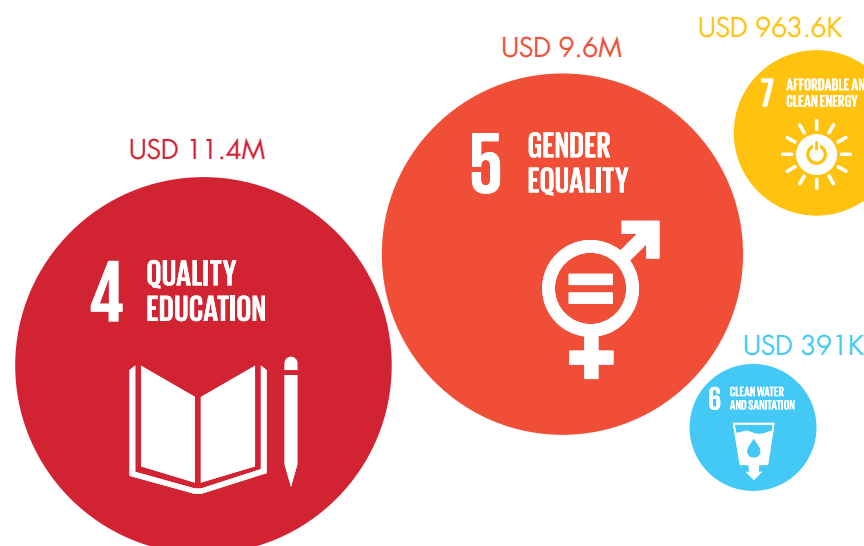 USD 11.4M
4 QUALITY
EDUCATION
USD 9.6M
5 GENDER
EQUALITY
USD 963.6K
7 AFFORDABLE AN
CLEAN ENERGY
USD 391K
6 CLEAN WATER
AND SANITATION